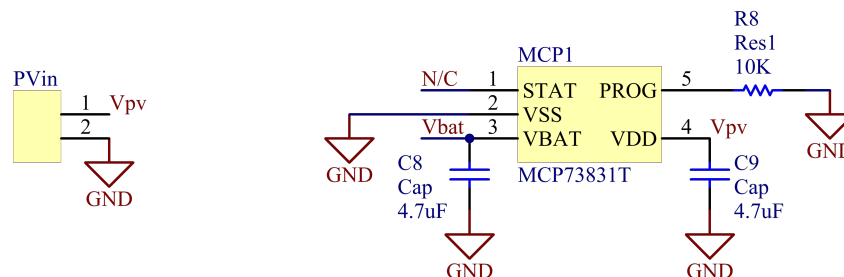 R8
Res1
10K
MCP1
PVin
N/C
1
STAT
PROG
5
1
Vpv
2
VSS
2
Vbat
3
VBAT
VDD
4
Vpv
GND
GND
GND
C8
Cap
4.7uF
MCP73831T
C9
Cap
4.7uF
GND
GND